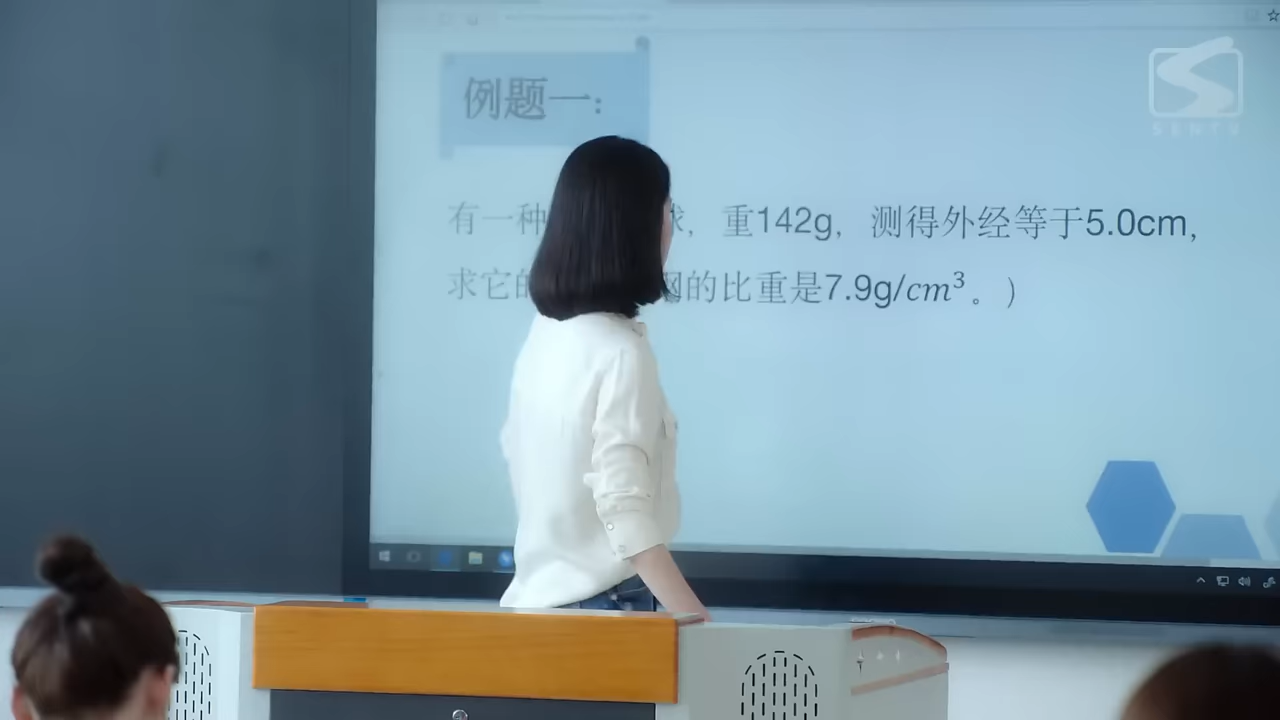 例题一：
有一种 球，重142g，测得外经等于5.0cm，
求它的 钢的比重是7.9g/cm³。）
SENTV